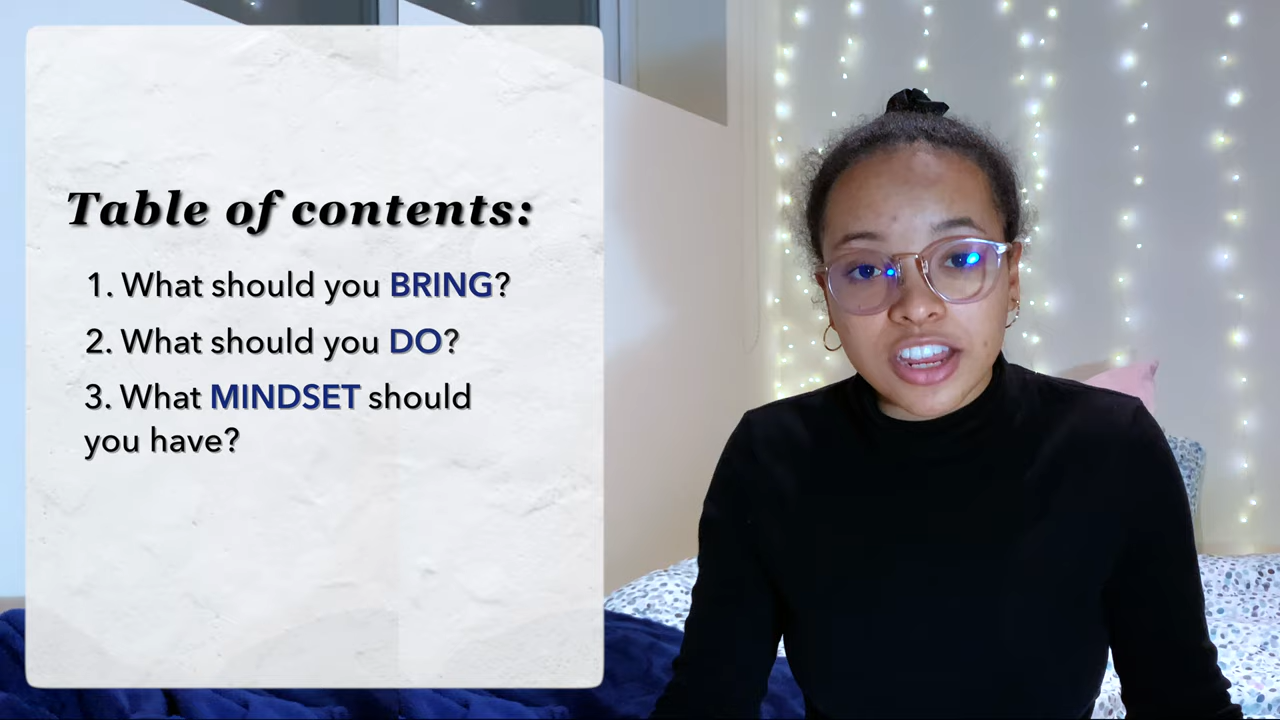 Table of contents:
1. What should you BRING?
2. What should you DO?
3. What MINDSET should
you have?